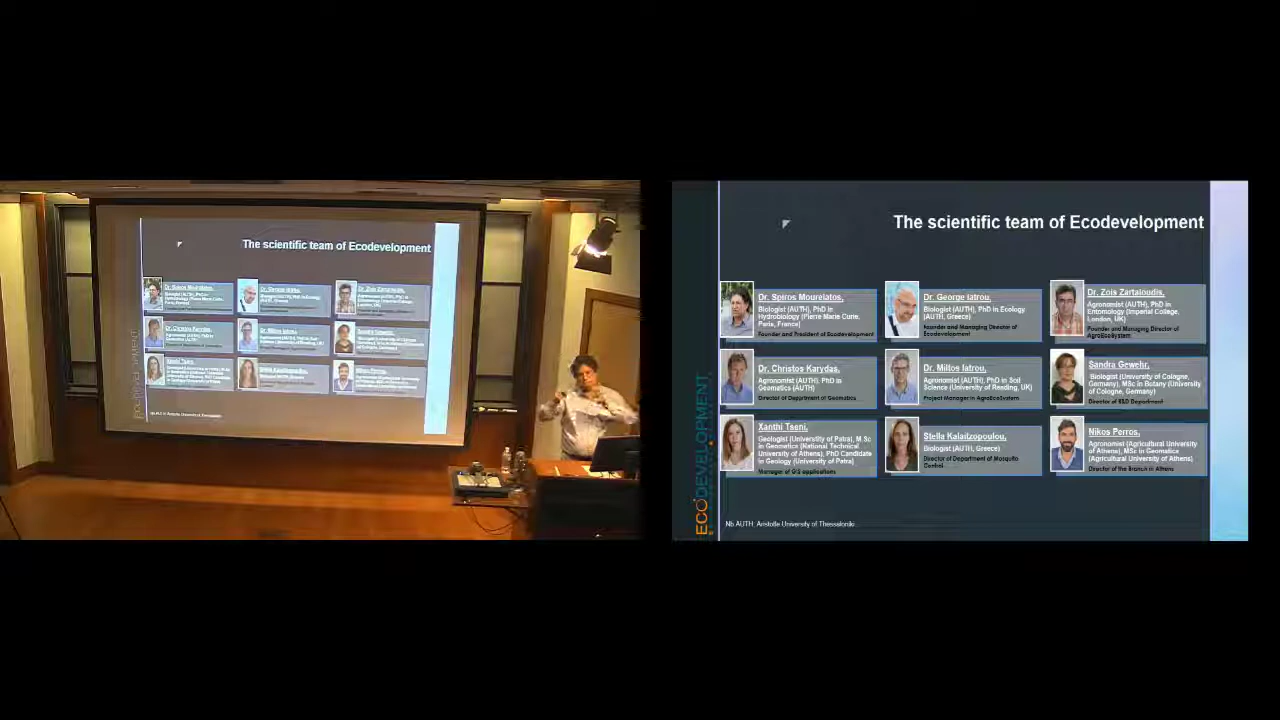 The scientific team of Ecodevelopment
The scientific team of Ecodevelopment
Dr. Spiros Mourelatos,
Biologist (AUTH), PhD in
Hydrobiology (Pierre Marie Curie,
Paris, France)
Founder and President of Ecodevelopment
Dr. George Iatrou,
Biologist (AUTH), PhD in Ecology
(AUTH, Greece)
Founder and Managing Director of
Ecodevelopment
Dr. Zois Zartaloudis,
Agronomist (AUTH), PhD in
Entomology (Imperial College,
London, UK)
Founder and Managing Director of
AgroEcoSystem
Dr. Christos Karydas,
Agronomist (AUTH), PhD in
Geomatics (AUTH)
Director of Department of Geomatics
Dr. Miltos Iatrou,
Agronomist (AUTH), PhD in Soil
Science (University of Reading, UK)
Project Manager in AgroEcoSystem
Sandra Gewehr,
Biologist (University of Cologne,
Germany), MSc in Botany (University
of Cologne, Germany)
Director of R&D Department
Xanthi Tseni,
Geologist (University of Patra), M.Sc
in Geomatics (National Technical
University of Athens), PhD Candidate
in Geology (University of Patra)
Manager of GIS applications
Stella Kalaitzopoulou,
Biologist (AUTH, Greece)
Director of Department of Mosquito
Control
Nikos Perros,
Agronomist (Agricultural University
of Athens), MSc in Geomatics
(Agricultural University of Athens)
Director of the Branch in Athens
ECODEVELOPMENT
Nb AUTH: Aristotle University of Thessaloniki